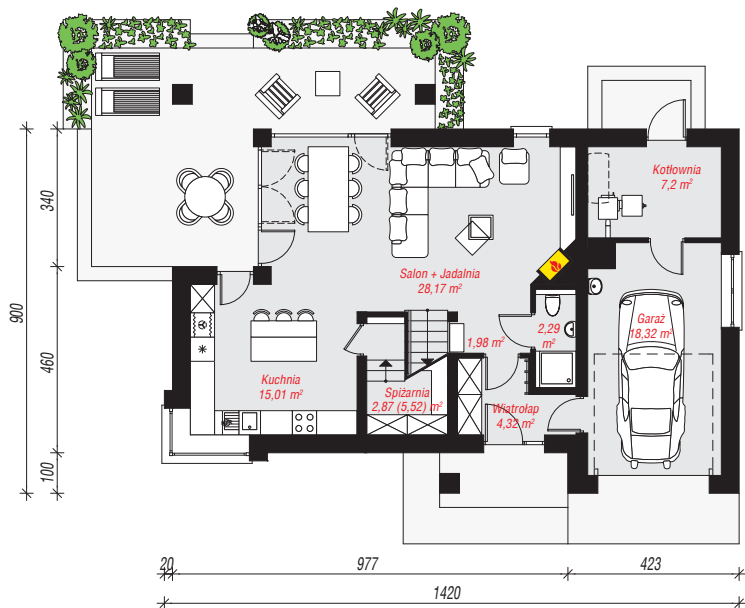 Kotłownia
7,2 m²
340
Salon + Jadalnia
28,17 m²
900
Garaż
18,32 m²
2,29
m²
1,98 m²
460
Kuchnia
15,01 m²
Spiżarnia
2,87 (5,52) m²
Wiatrołap
4,32 m²
100
20
977
423
1420